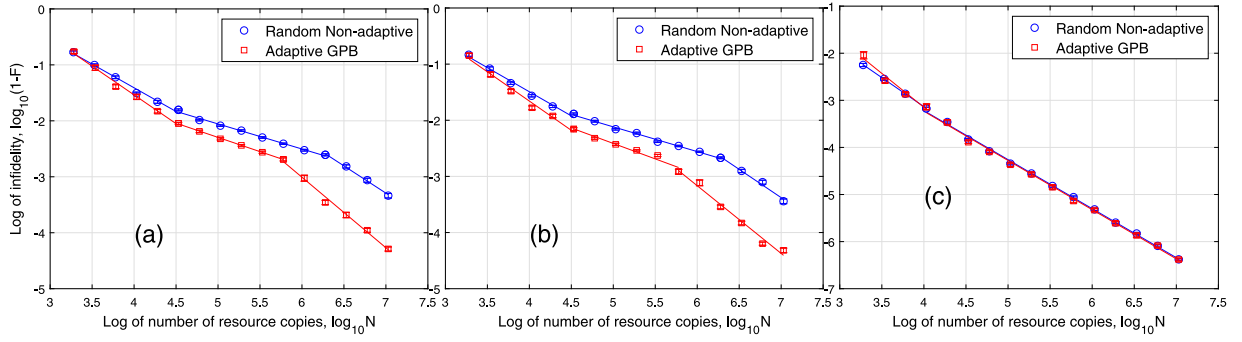 Log of infidelity, log10(1-F)
0
-1
-2
-3
-4
-5
3 3.5 4 4.5 5 5.5 6 6.5 7 7.5
Log of number of resource copies, log10N
Random Non-adaptive
Adaptive GPB
(a)
0
-1
-2
-3
-4
-5
3 3.5 4 4.5 5 5.5 6 6.5 7 7.5
Log of number of resource copies, log10N
Random Non-adaptive
Adaptive GPB
(b)
-1
-2
-3
-4
-5
-6
-7
3 3.5 4 4.5 5 5.5 6 6.5 7 7.5
Log of number of resource copies, log10N
Random Non-adaptive
Adaptive GPB
(c)